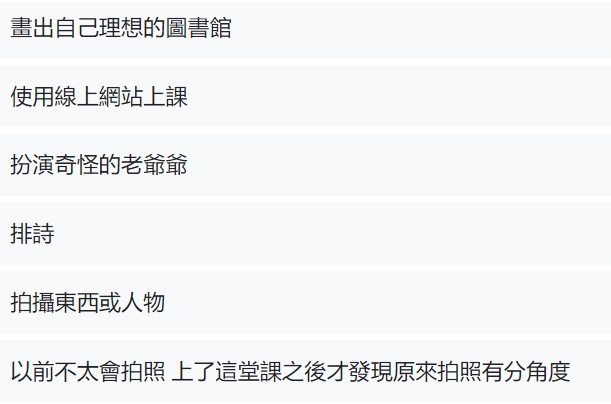 畫出自己理想的圖書館
使用線上網站上課
扮演奇怪的老爺爺
排詩
拍攝東西或人物
以前不太會拍照 上了這堂課之後才發現原來拍照有分角度